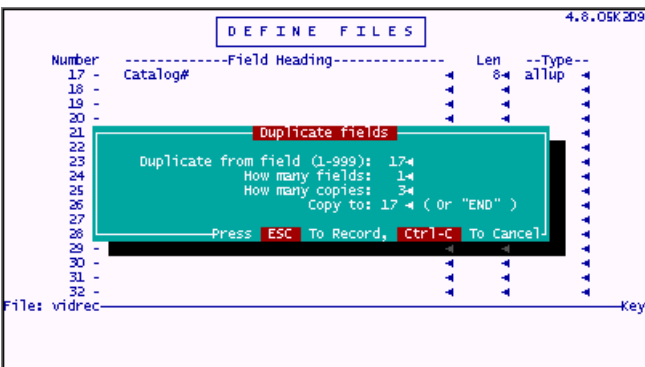 4.8.05K2D9
DEFINE FILES
Number -------------Field Heading-------------- Len --Type--
17 - Catalog# 8 allup
18 -
19 -
20 -
21
22
23
24
25
26
27
28
29 -
30 -
31 -
32 -
Duplicate fields
Duplicate from field (1-999): 17
How many fields: 1
How many copies: 3
Copy to: 17 ( Or "END" )
Press ESC To Record, Ctrl-C To Cancel
File: vidrec Key